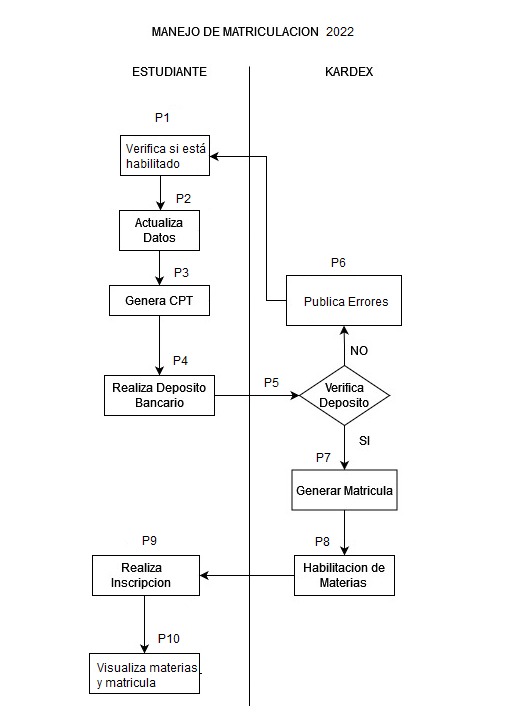 MANEJO DE MATRICULACION 2022
ESTUDIANTE
KARDEX
P1
Verifica si está
habilitado
P2
Actualiza
Datos
P3
Genera CPT
P6
Publica Errores
NO
P4
Realiza Deposito
Bancario
P5
Verifica
Deposito
SI
P7
Generar Matricula
P8
Habilitacion de
Materias
P9
Realiza
Inscripcion
P10
Visualiza materias
y matricula